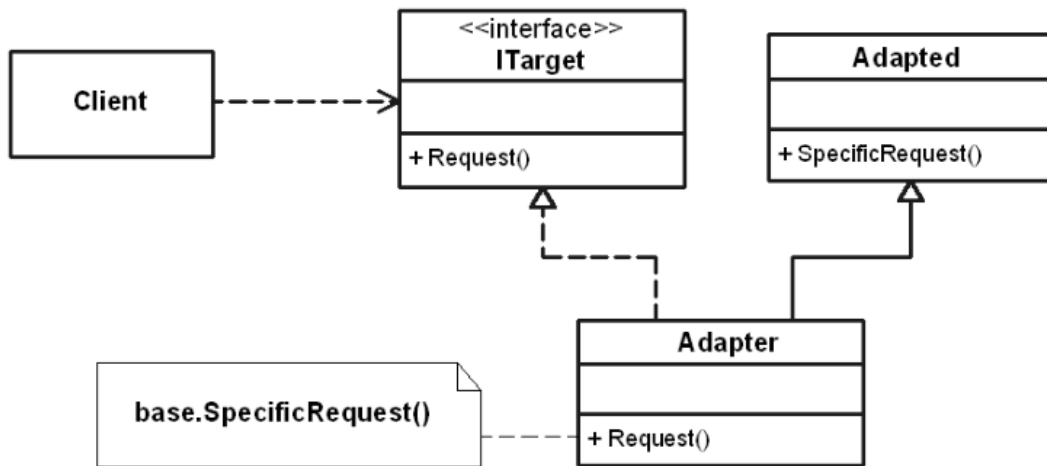 Client
<<interface>>
ITarget
+ Request()
Adapted
+ SpecificRequest()
Adapter
+ Request()
base.SpecificRequest()